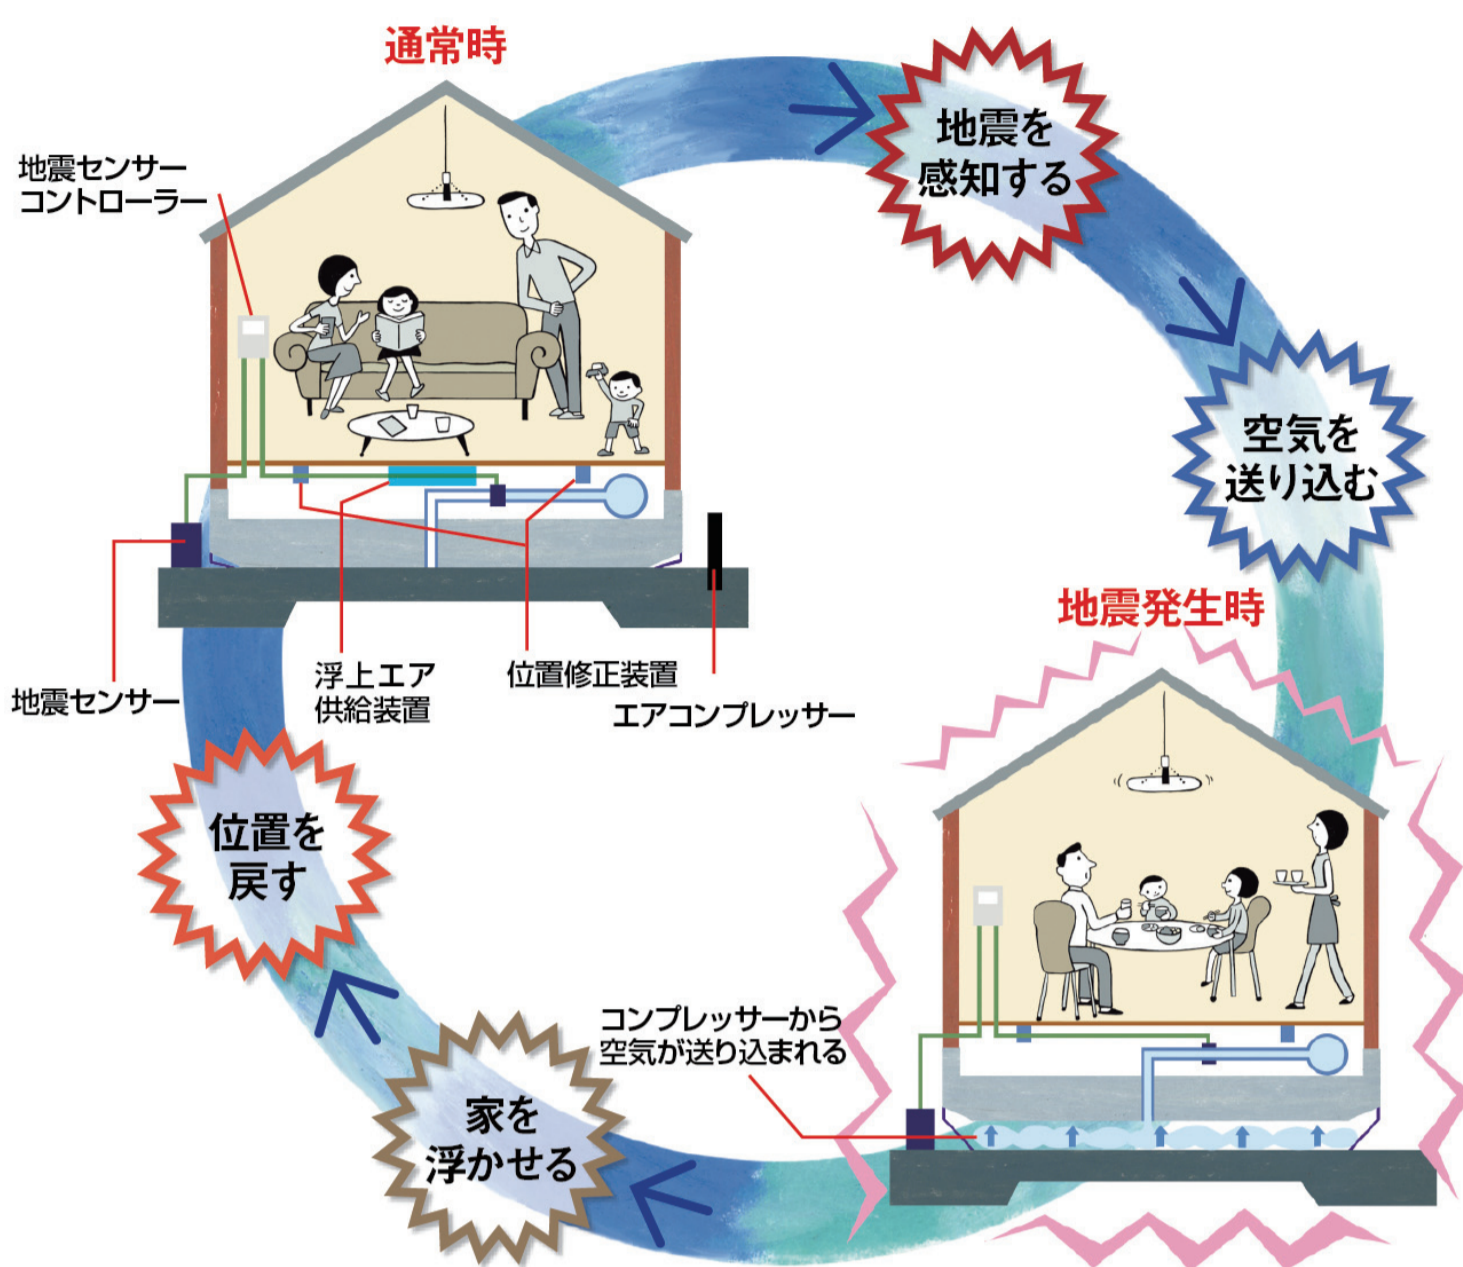 通常時
地震センサー
コントローラー
地震を
感知する
空気を
送り込む
地震センサー
浮上エア
供給装置
位置修正装置
エアコンプレッサー
地震発生時
コンプレッサーから
空気が送り込まれる
家を
浮かせる
位置を
戻す